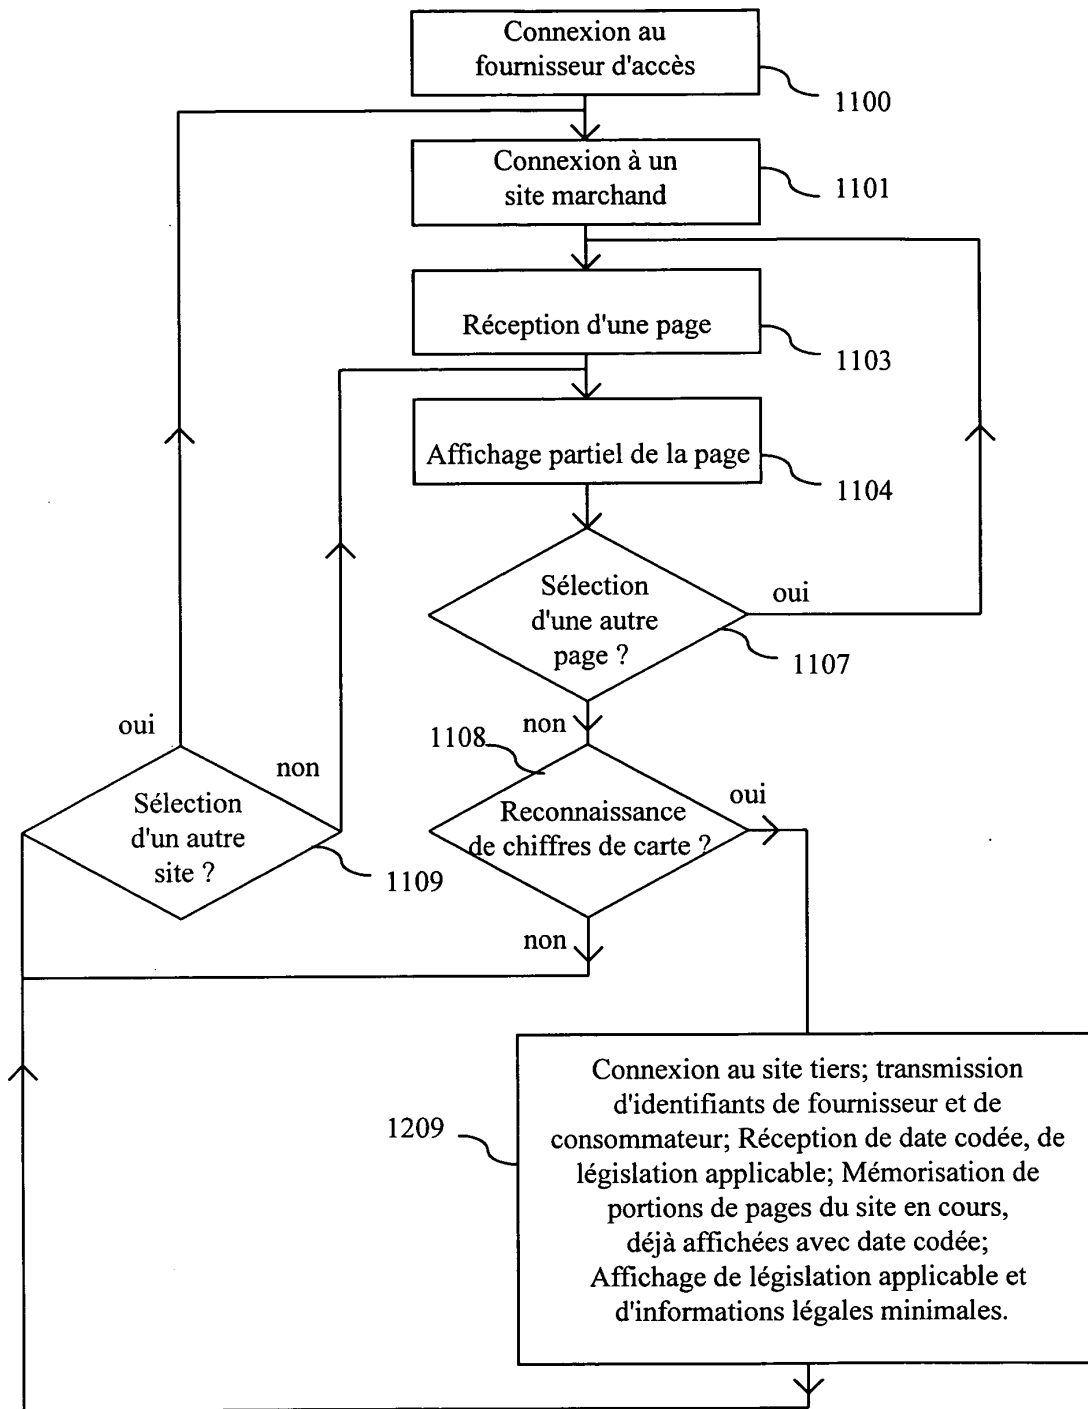 Connexion au
fournisseur d'accès
1100
Connexion à un
site marchand
1101
Réception d'une page
1103
Affichage partiel de la page
1104
Sélection
d'une autre
page ?
oui
1107
non
1108
Reconnaissance
de chiffres de carte ?
oui
non
oui
non
Sélection
d'un autre
site ?
1109
1209
Connexion au site tiers; transmission
d'identifiants de fournisseur et de
consommateur; Réception de date codée, de
législation applicable; Mémorisation de
portions de pages du site en cours,
déjà affichées avec date codée;
Affichage de législation applicable et
d'informations légales minimales.